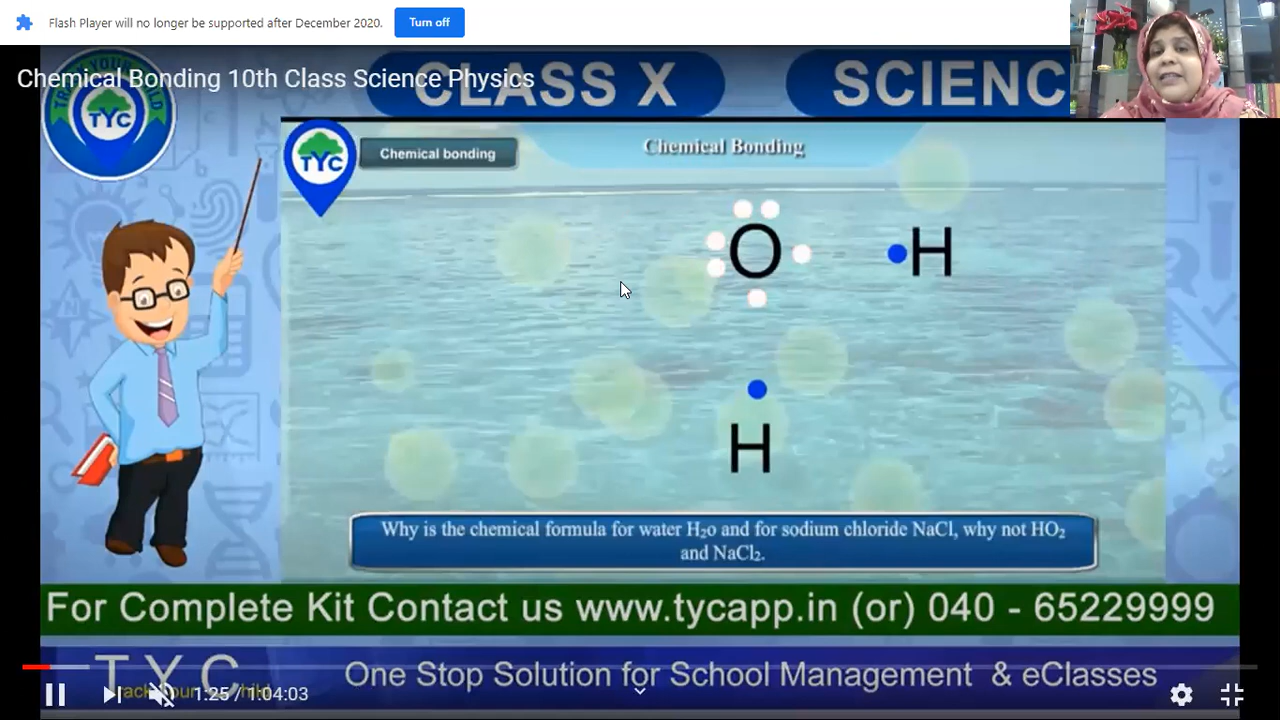 Flash Player will no longer be supported after December 2020.
Turn off
Chemical Bonding 10th Class Science Physics
CLASS X
SCIENC
TYC
TYC
Chemical bonding
Chemical Bonding
O
H
H
Why is the chemical formula for water H₂o and for sodium chloride NaCl, why not HO₂
and NaCl₂.
For Complete Kit Contact us www.tycapp.in (or) 040 - 65229999
T Y C
One Stop Solution for School Management & eClasses
1:25 / 1:04:03